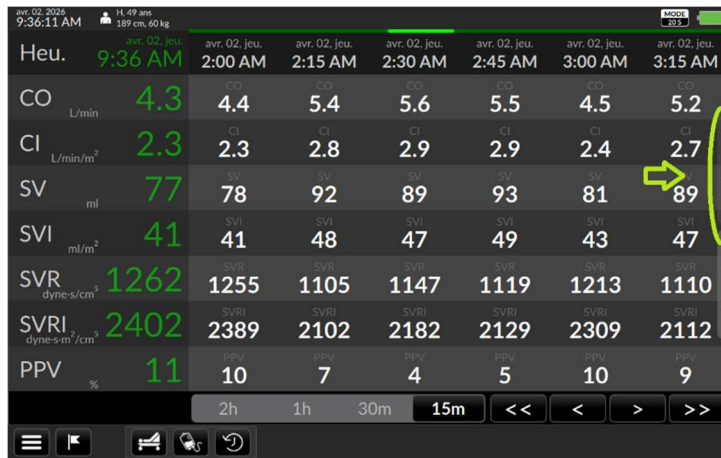 avr. 02, 2026
9:36:11 AM
H, 49 ans
189 cm, 60 kg
MODE
20 S
Heu. avr. 02, jeu. 9:36 AM avr. 02, jeu. 2:00 AM avr. 02, jeu. 2:15 AM avr. 02, jeu. 2:30 AM avr. 02, jeu. 2:45 AM avr. 02, jeu. 3:00 AM avr. 02, jeu. 3:15 AM
CO L/min 4.3 CO 4.4 CO 5.4 CO 5.6 CO 5.5 CO 4.5 CO 5.2
CI L/min/m² 2.3 CI 2.3 CI 2.8 CI 2.9 CI 2.9 CI 2.4 CI 2.7
SV ml 77 SV 78 SV 92 SV 89 SV 93 SV 81 89
SVI ml/m² 41 SVI 41 SVI 48 SVI 47 SVI 49 SVI 43 SVI 47
SVR dyne-s/cm⁵ 1262 SVR 1255 SVR 1105 SVR 1147 SVR 1119 SVR 1213 SVR 1110
SVRI dyne-s-m²/cm⁵ 2402 SVRI 2389 SVRI 2102 SVRI 2182 SVRI 2129 SVRI 2309 SVRI 2112
PPV % 11 PPV 10 PPV 7 PPV 4 PPV 5 PPV 10 PPV 9
2h 1h 30m 15m << < > >>